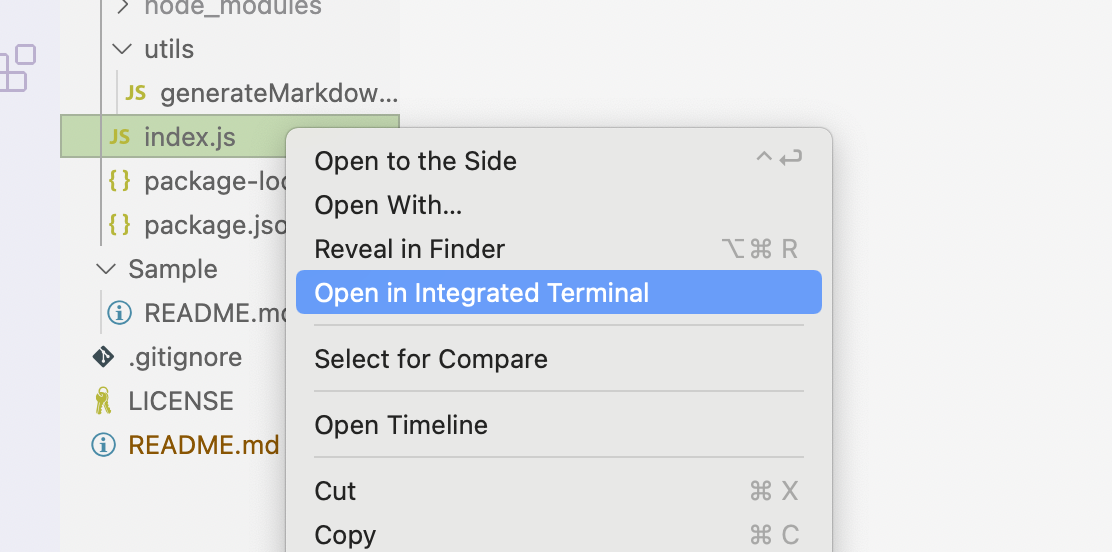 node_modules
utils
JS generateMarkdow...
JS index.js
{} package-loc
{} package.jso
Sample
README.md
.gitignore
LICENSE
README.md
Open to the Side ^
Open With...
Reveal in Finder ⌥⌘ R
Open in Integrated Terminal
Select for Compare
Open Timeline
Cut ⌘ X
Copy ⌘ C